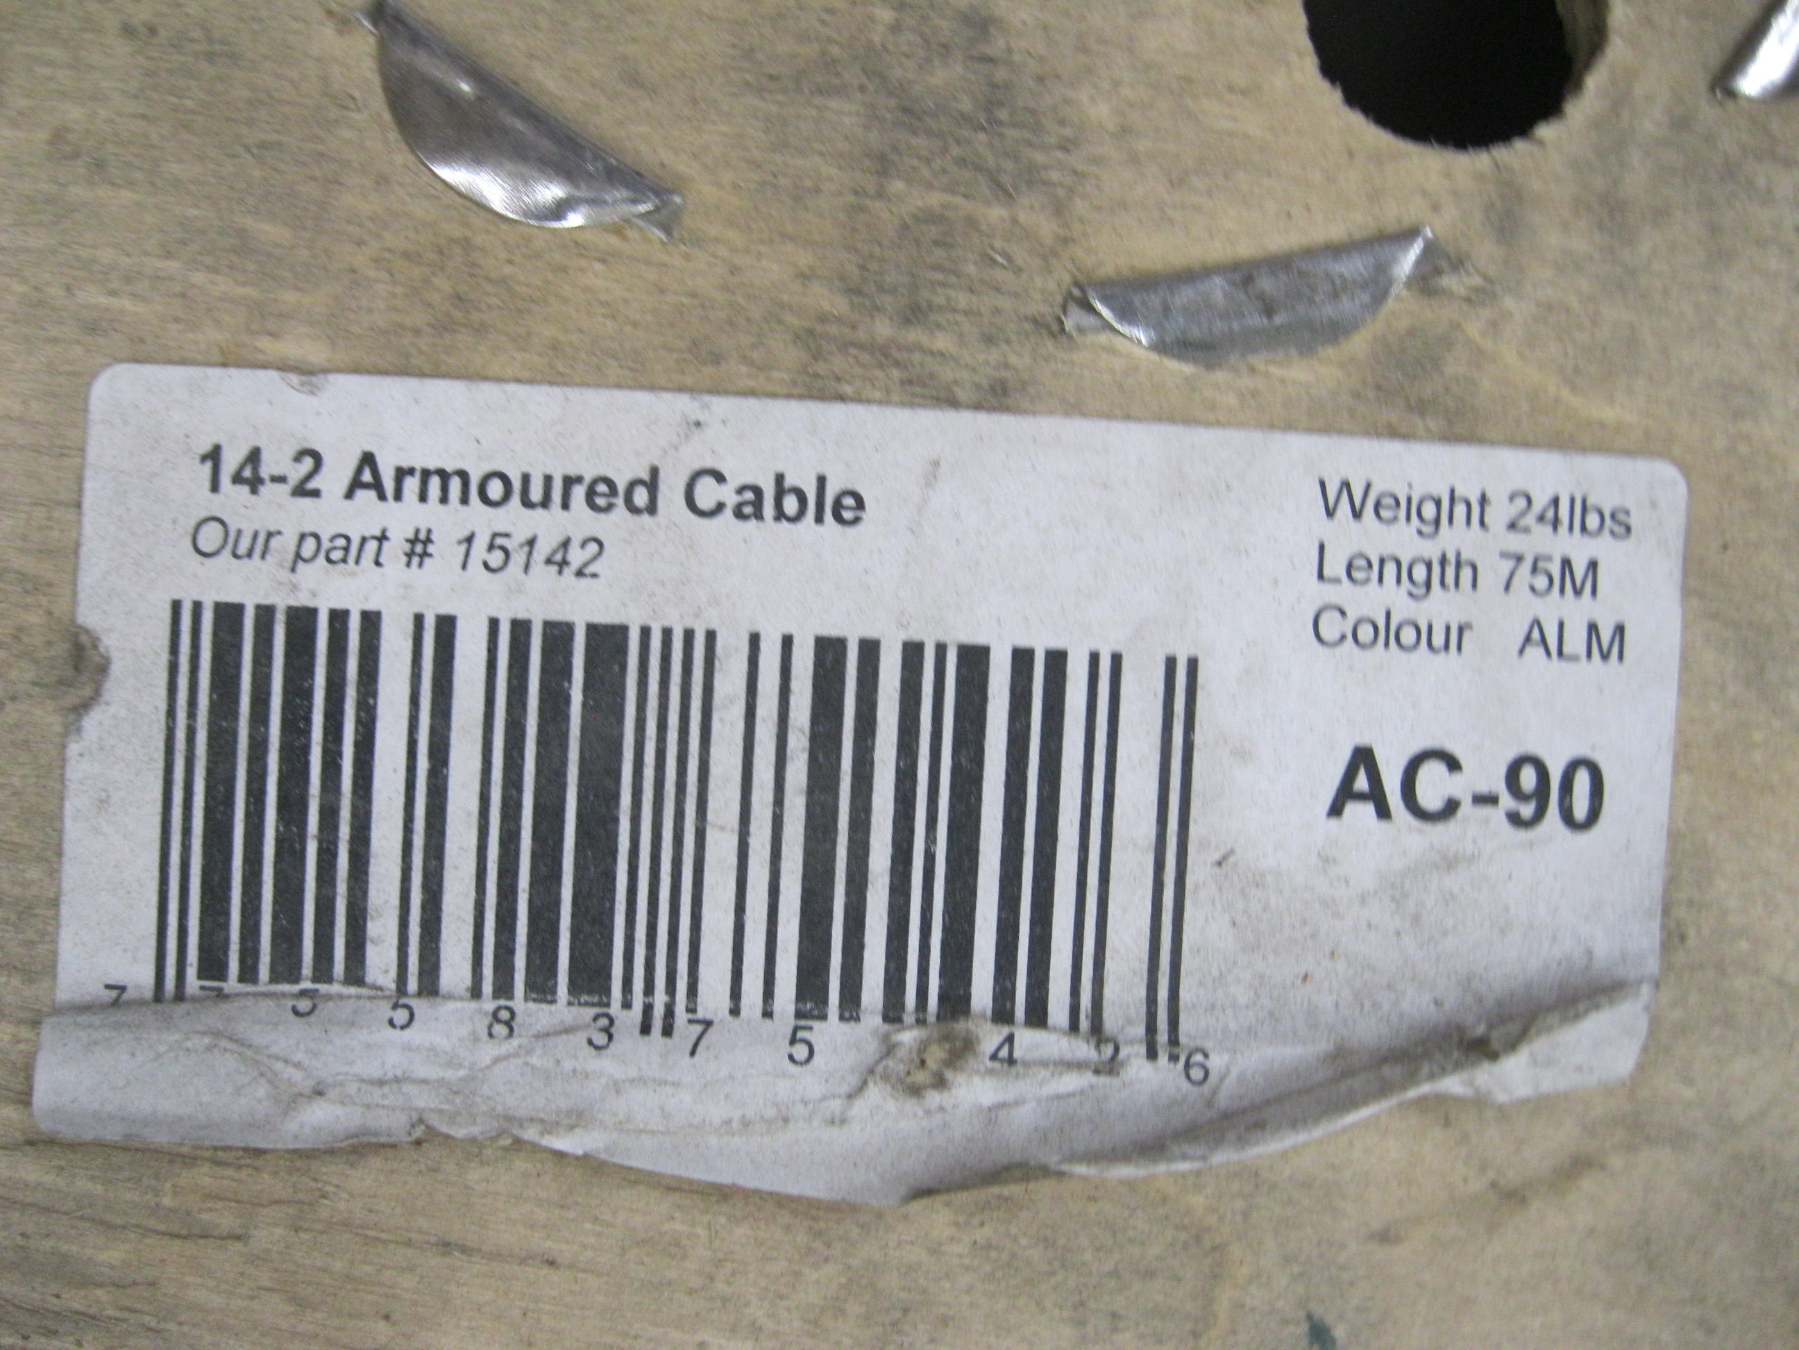 14-2 Armoured Cable
Our part # 15142
Weight 24lbs
Length 75M
Colour ALM
AC-90